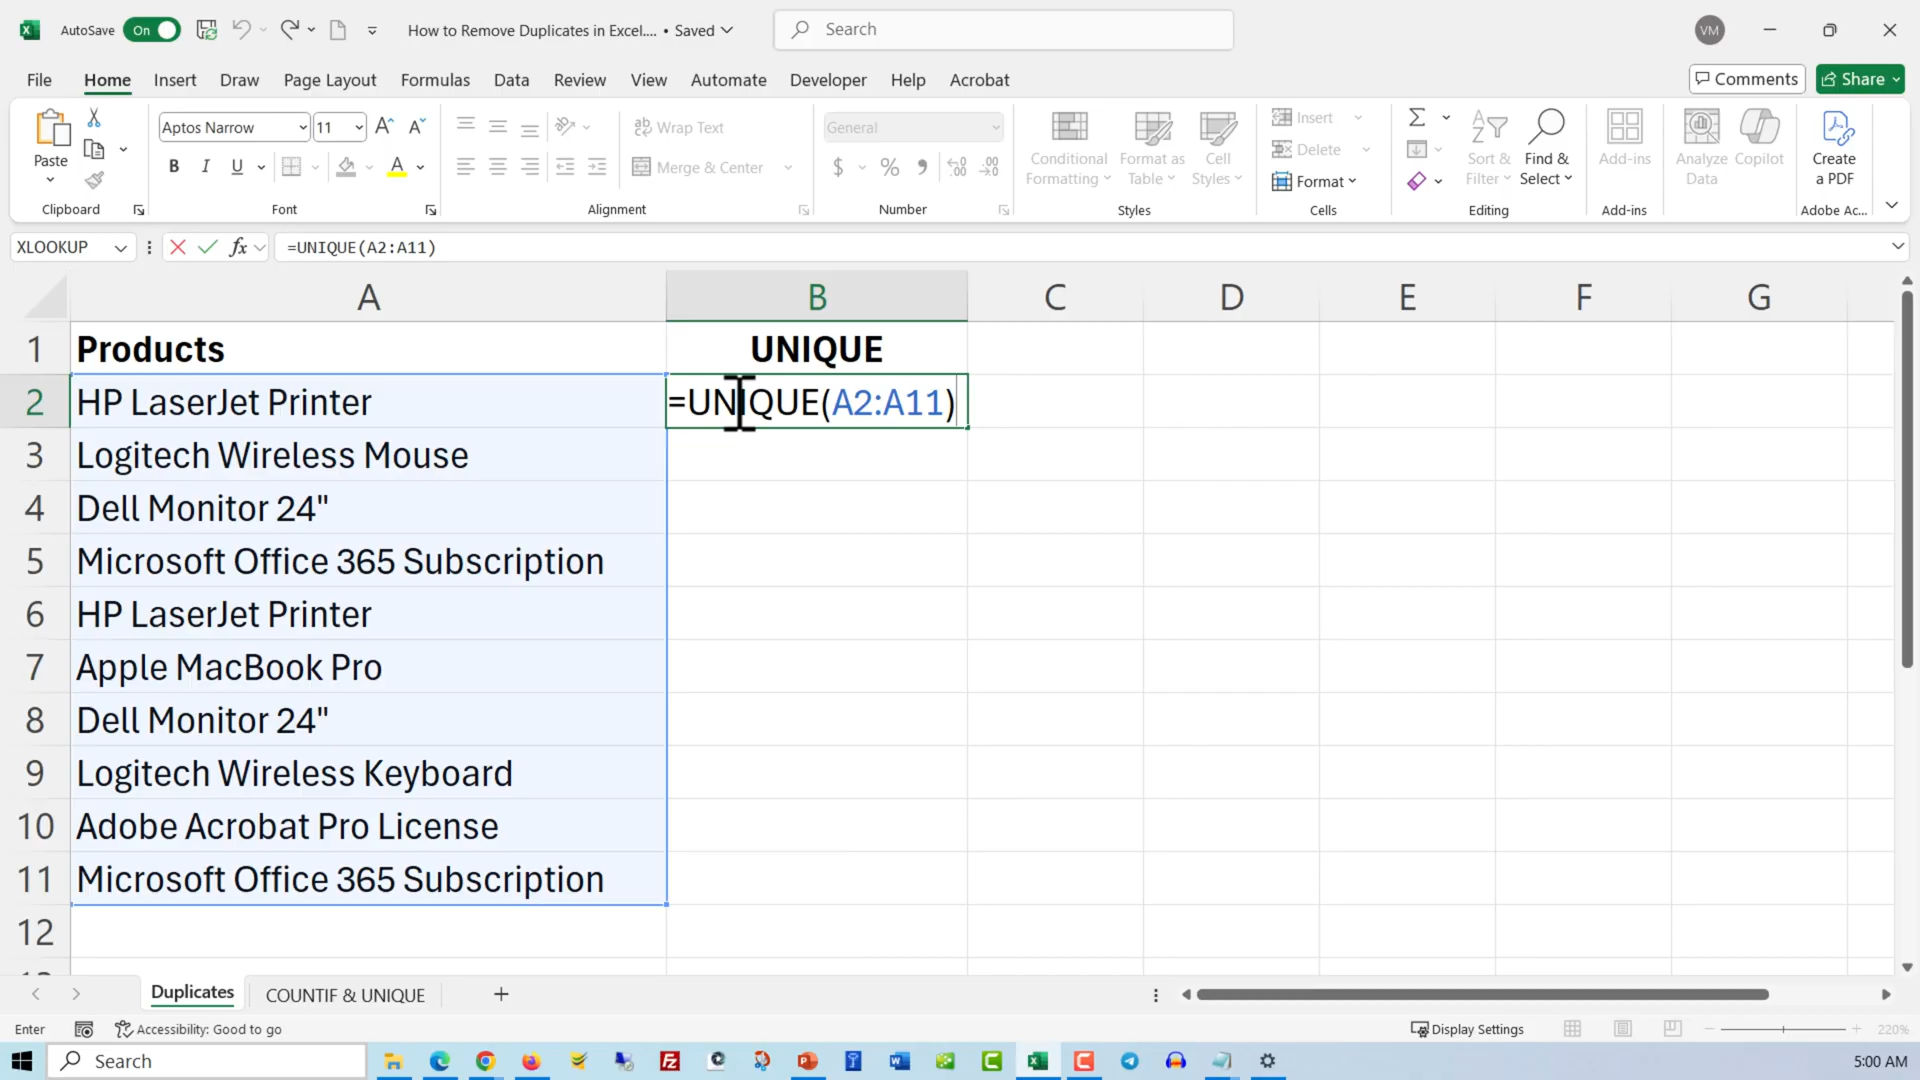 AutoSave On How to Remove Duplicates in Excel.... • Saved Search VM
File Home Insert Draw Page Layout Formulas Data Review View Automate Developer Help Acrobat Comments Share
Paste
Clipboard
Aptos Narrow 11
B I U A
Font
ab Wrap Text
Merge & Center
Alignment
General
$ % 9
Number
Conditional Formatting
Format as Table
Cell Styles
Styles
Insert
Delete
Format
Cells
Sort & Filter
Find & Select
Editing
Add-ins
Add-ins
Analyze Data
Copilot
Create a PDF
Adobe Ac...
XLOOKUP fx =UNIQUE(A2:A11)
A B C D E F G
1 Products UNIQUE
2 HP LaserJet Printer =UNIQUE(A2:A11)
3 Logitech Wireless Mouse
4 Dell Monitor 24"
5 Microsoft Office 365 Subscription
6 HP LaserJet Printer
7 Apple MacBook Pro
8 Dell Monitor 24"
9 Logitech Wireless Keyboard
10 Adobe Acrobat Pro License
11 Microsoft Office 365 Subscription
12
Duplicates COUNTIF & UNIQUE
Enter Accessibility: Good to go Display Settings 220%
Search 5:00 AM